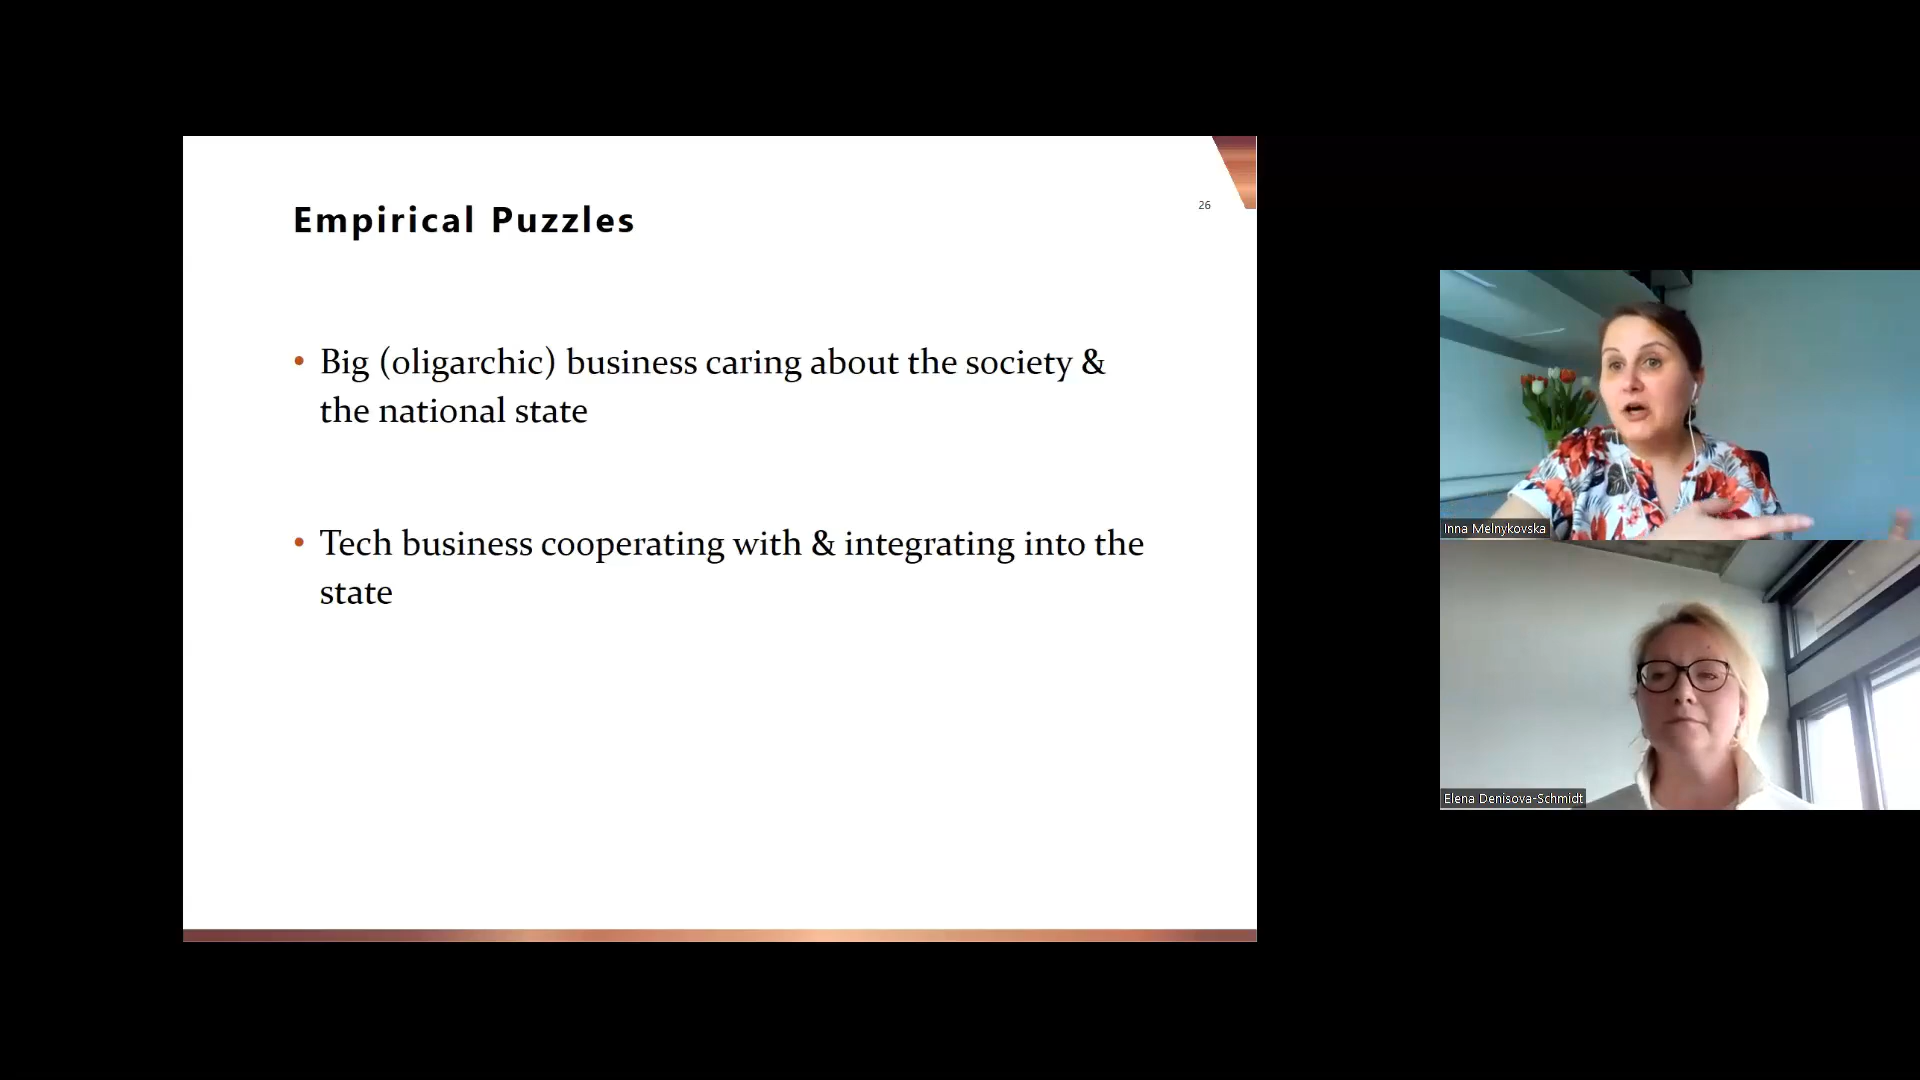 26
Empirical Puzzles
• Big (oligarchic) business caring about the society &
the national state
• Tech business cooperating with & integrating into the
state
Inna Melnykovska
Elena Denisova-Schmidt